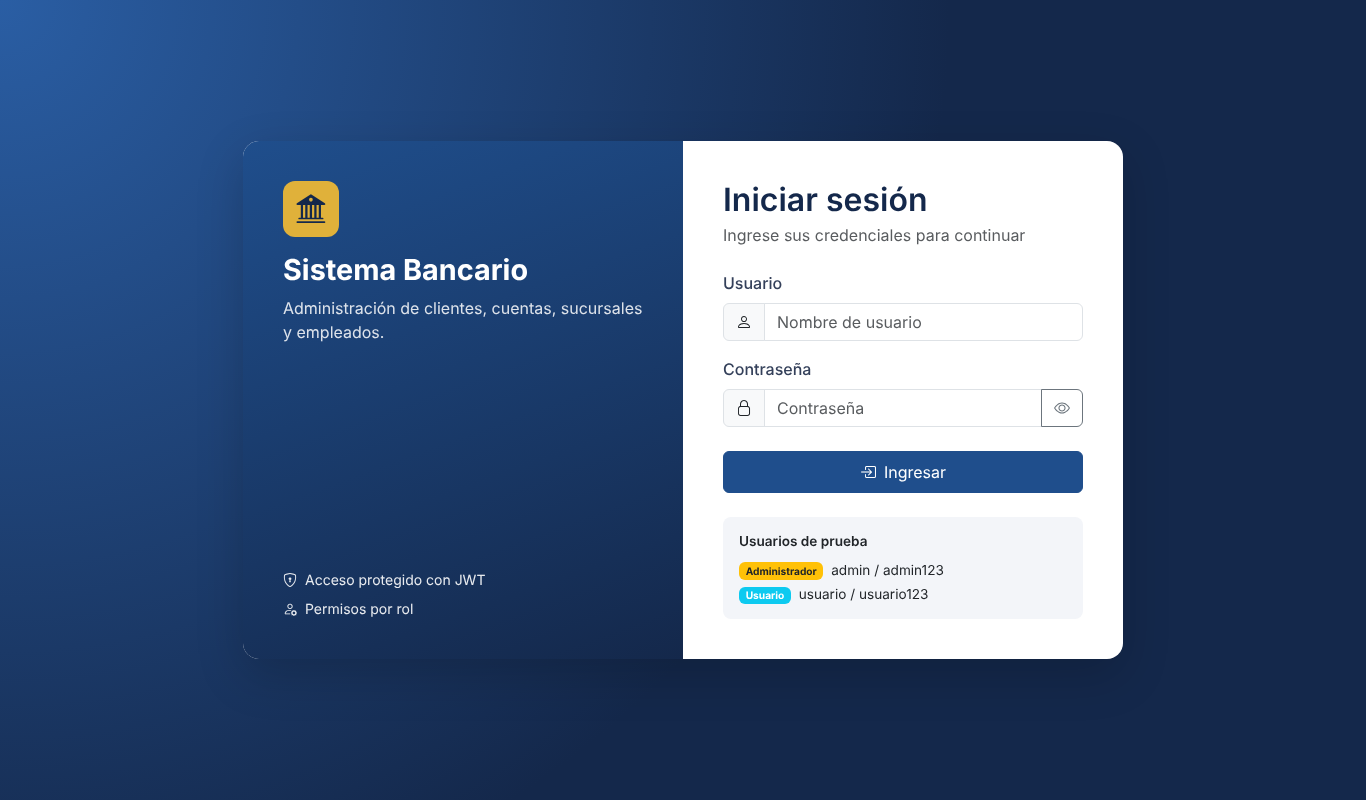 Sistema Bancario
Administración de clientes, cuentas, sucursales
y empleados.
Acceso protegido con JWT
Permisos por rol
Iniciar sesión
Ingrese sus credenciales para continuar
Usuario
Nombre de usuario
Contraseña
Contraseña
Ingresar
Usuarios de prueba
Administrador admin / admin123
Usuario usuario / usuario123